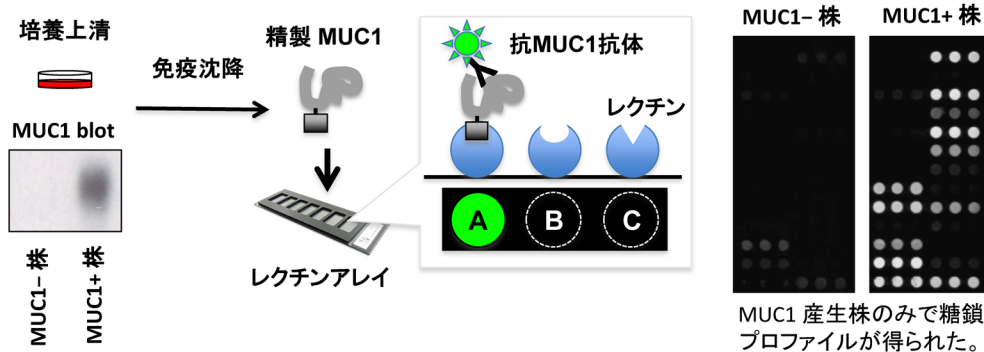 培養上清
MUC1 blot
MUC1− 株
MUC1+ 株
免疫沈降
精製 MUC1
レクチンアレイ
抗MUC1抗体
レクチン
A
B
C
MUC1− 株
MUC1+ 株
MUC1 産生株のみで糖鎖
プロファイルが得られた。